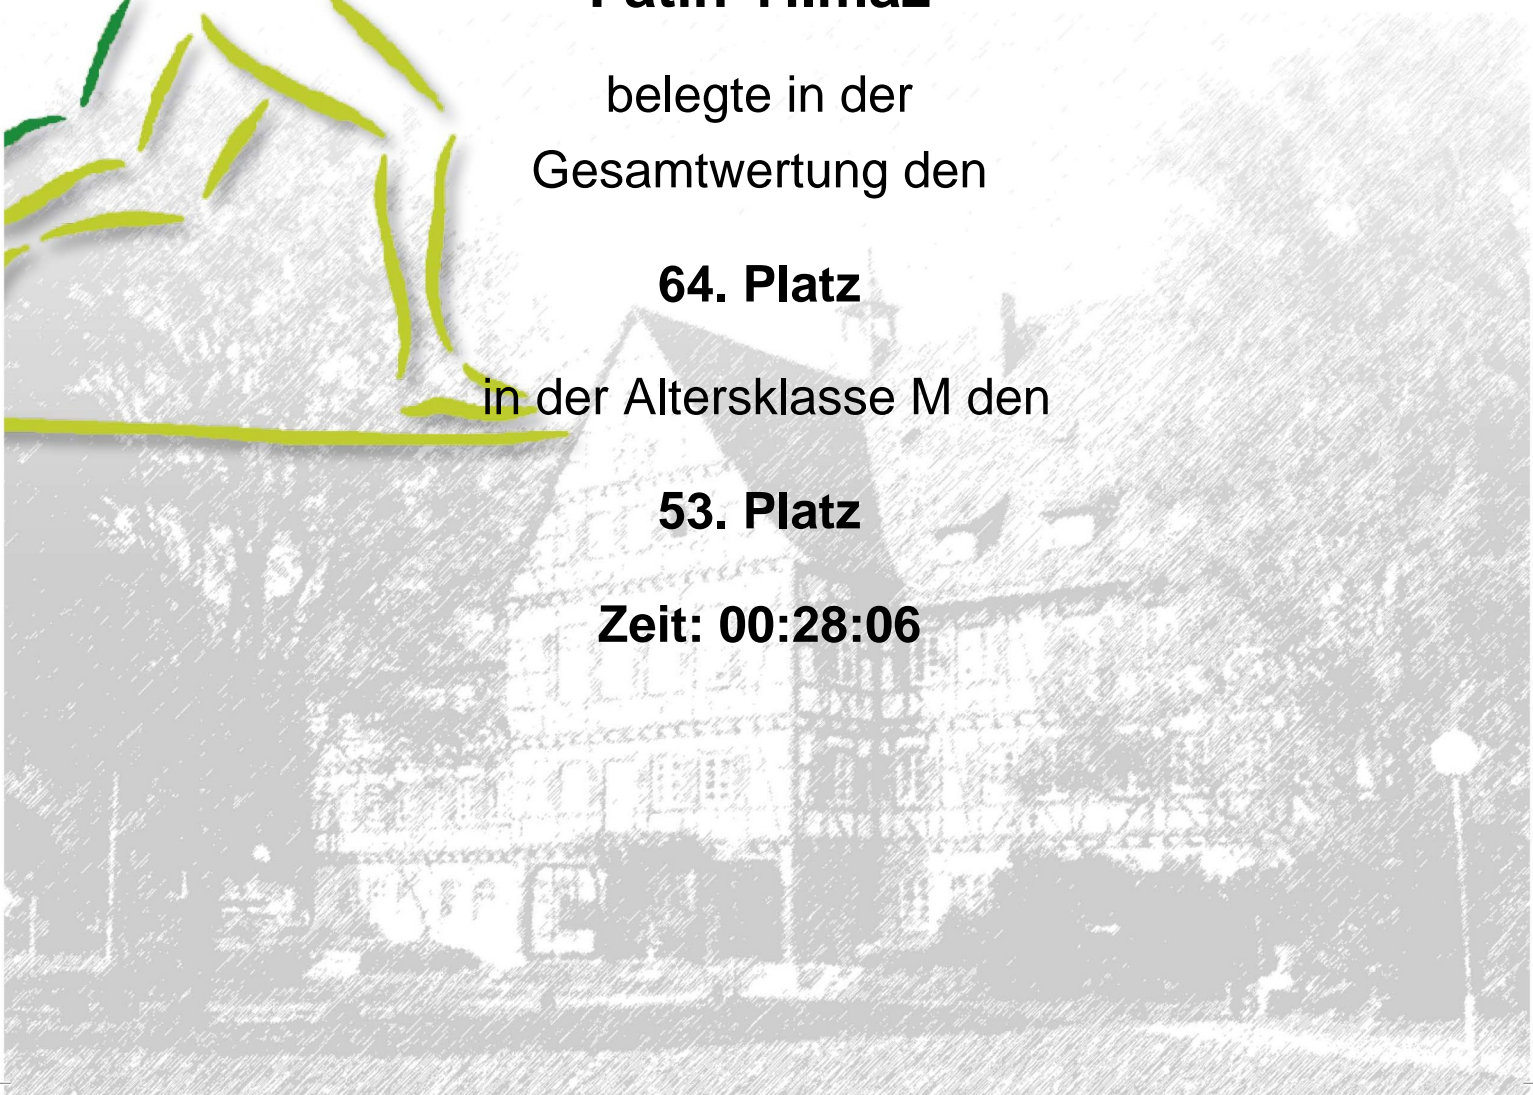 belegte in der
Gesamtwertung den
64. Platz
in der Altersklasse M den
53. Platz
Zeit: 00:28:06